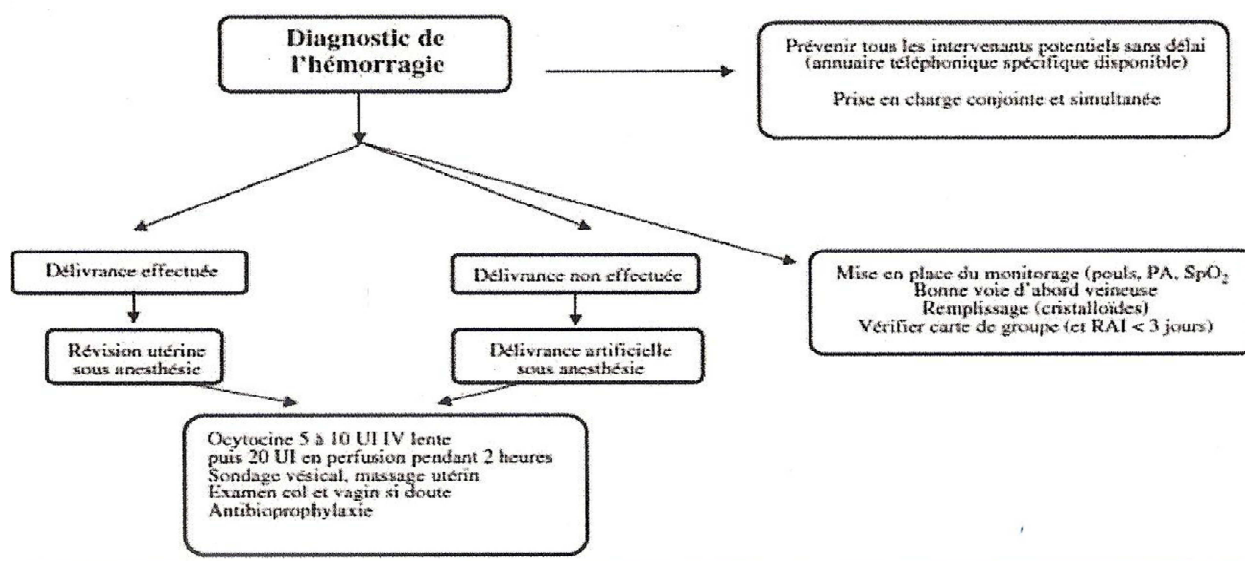 Diagnostic de
l'hémorragie
Prévenir tous les intervenants potentiels sans délai
(annuaire téléphonique spécifique disponible)
Prise en charge conjointe et simultanée
Délivrance effectuée
Délivrance non effectuée
Mise en place du monitorage (pouls, PA, SpO₂
Bonne voie d'abord veineuse
Remplissage (cristalloïdes)
Vérifier carte de groupe (et RAI < 3 jours)
Révision utérine
sous anesthésie
Délivrance artificielle
sous anesthésie
Ocytocine 5 à 10 UI IV lente
puis 20 UI en perfusion pendant 2 heures
Sondage vésical, massage utérin
Examen col et vagin si doute
Antibioprophylaxie